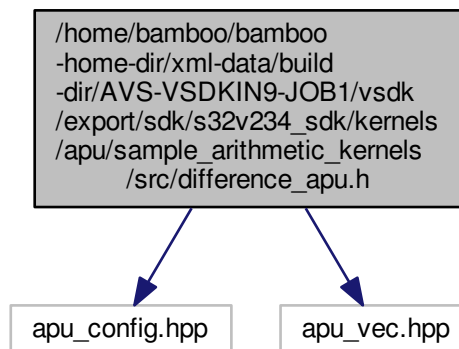 /home/bamboo/bamboo
-home-dir/xml-data/build
-dir/AVS-VSDKIN9-JOB1/vsdk
/export/sdk/s32v234_sdk/kernels
/apu/sample_arithmetic_kernels
/src/difference_apu.h
apu_config.hpp
apu_vec.hpp